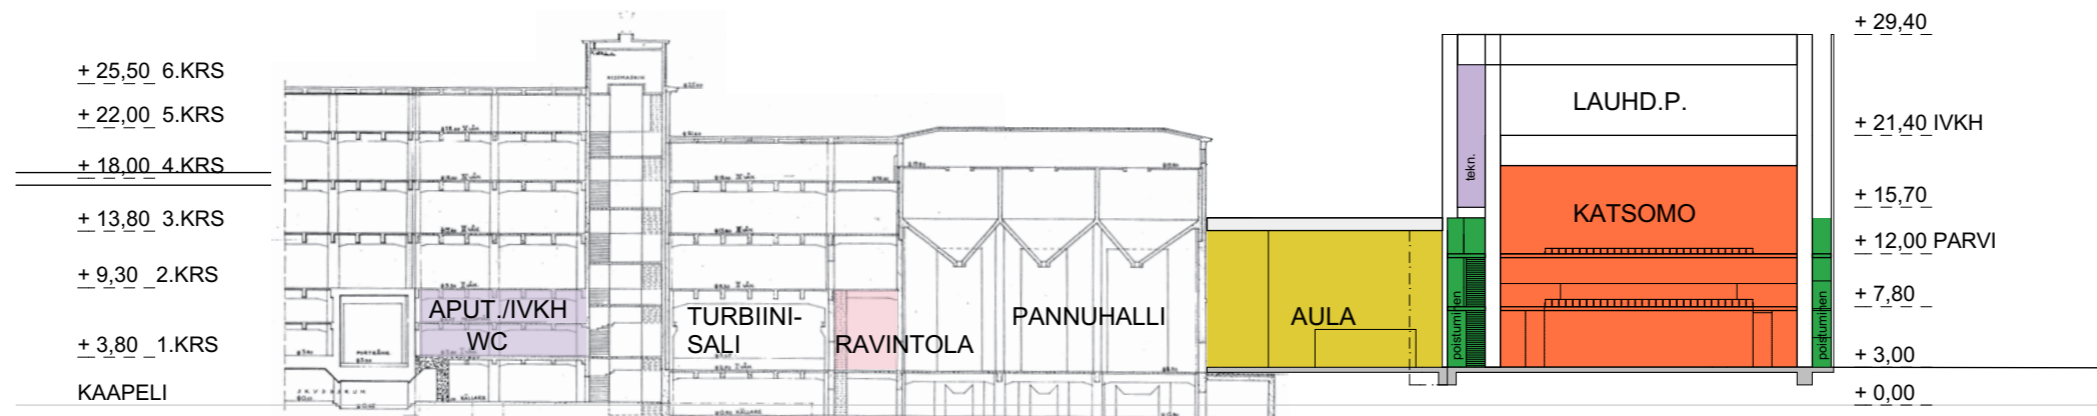 + 25,50 6.KRS
+ 22,00 5.KRS
+ 18,00 4.KRS
+ 13,80 3.KRS
+ 9,30 2.KRS
+ 3,80 1.KRS
KAAPELI
APUT./IVKH
WC
TURBIINI-
SALI
RAVINTOLA
PANNUHALLI
AULA
poistuminen
tekn.
LAUHD.P.
KATSOMO
poistuminen
+ 29,40
+ 21,40 IVKH
+ 15,70
+ 12,00 PARVI
+ 7,80
+ 3,00
+ 0,00